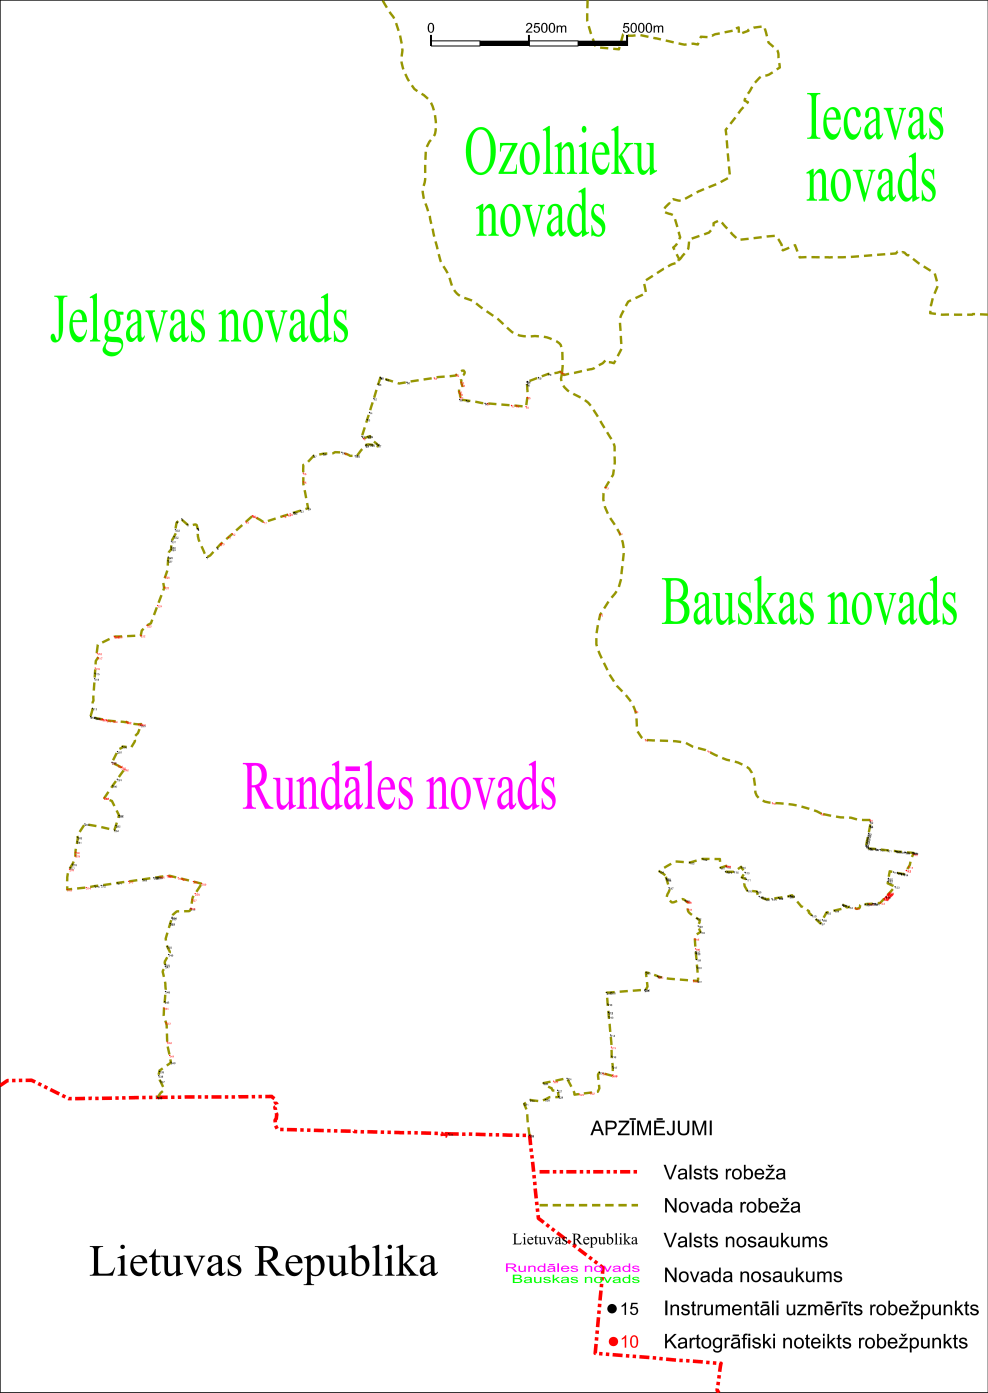 0 2500m 5000m
Iecavas
novads
Ozolnieku
novads
Jelgavas novads
Bauskas novads
Rundāles novads
Lietuvas Republika
APZĪMĒJUMI
Valsts robeža
Novada robeža
Lietuvas Republika Valsts nosaukums
Rundāles novads
Bauskas novads
Novada nosaukums
15 Instrumentāli uzmērīts robežpunkts
10 Kartogrāfiski noteikts robežpunkts